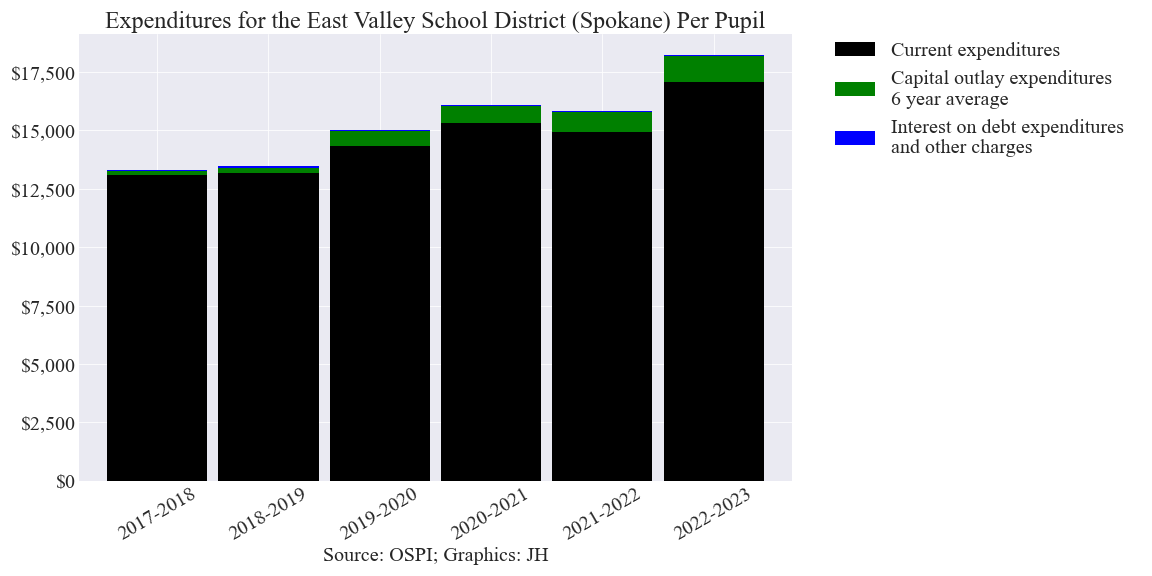 Expenditures for the East Valley School District (Spokane) Per Pupil
$17,500
$15,000
$12,500
$10,000
$7,500
$5,000
$2,500
$0
2017-2018
2018-2019
2019-2020
2020-2021
2021-2022
2022-2023
Source: OSPI; Graphics: JH
Current expenditures
Capital outlay expenditures
6 year average
Interest on debt expenditures
and other charges